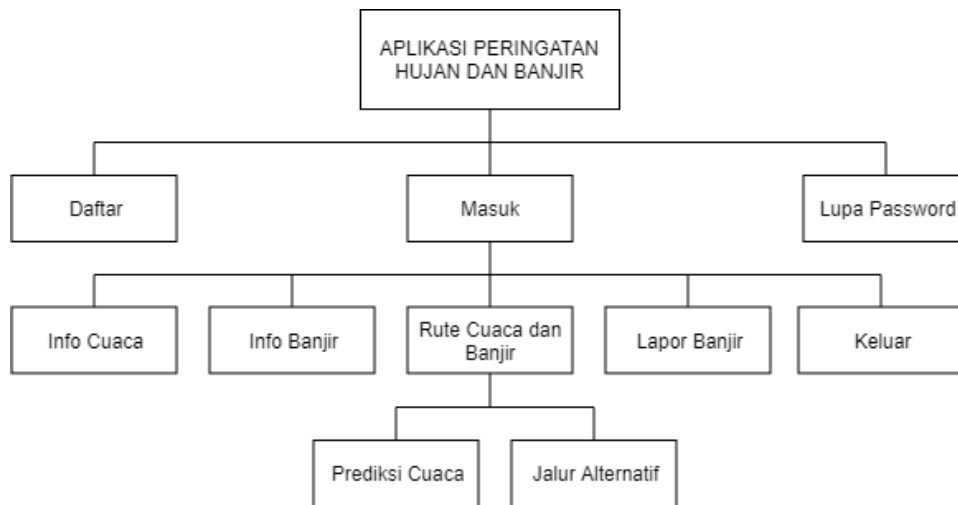 APLIKASI PERINGATAN
HUJAN DAN BANJIR
Daftar
Masuk
Lupa Password
Info Cuaca
Info Banjir
Rute Cuaca dan
Banjir
Lapor Banjir
Keluar
Prediksi Cuaca
Jalur Alternatif